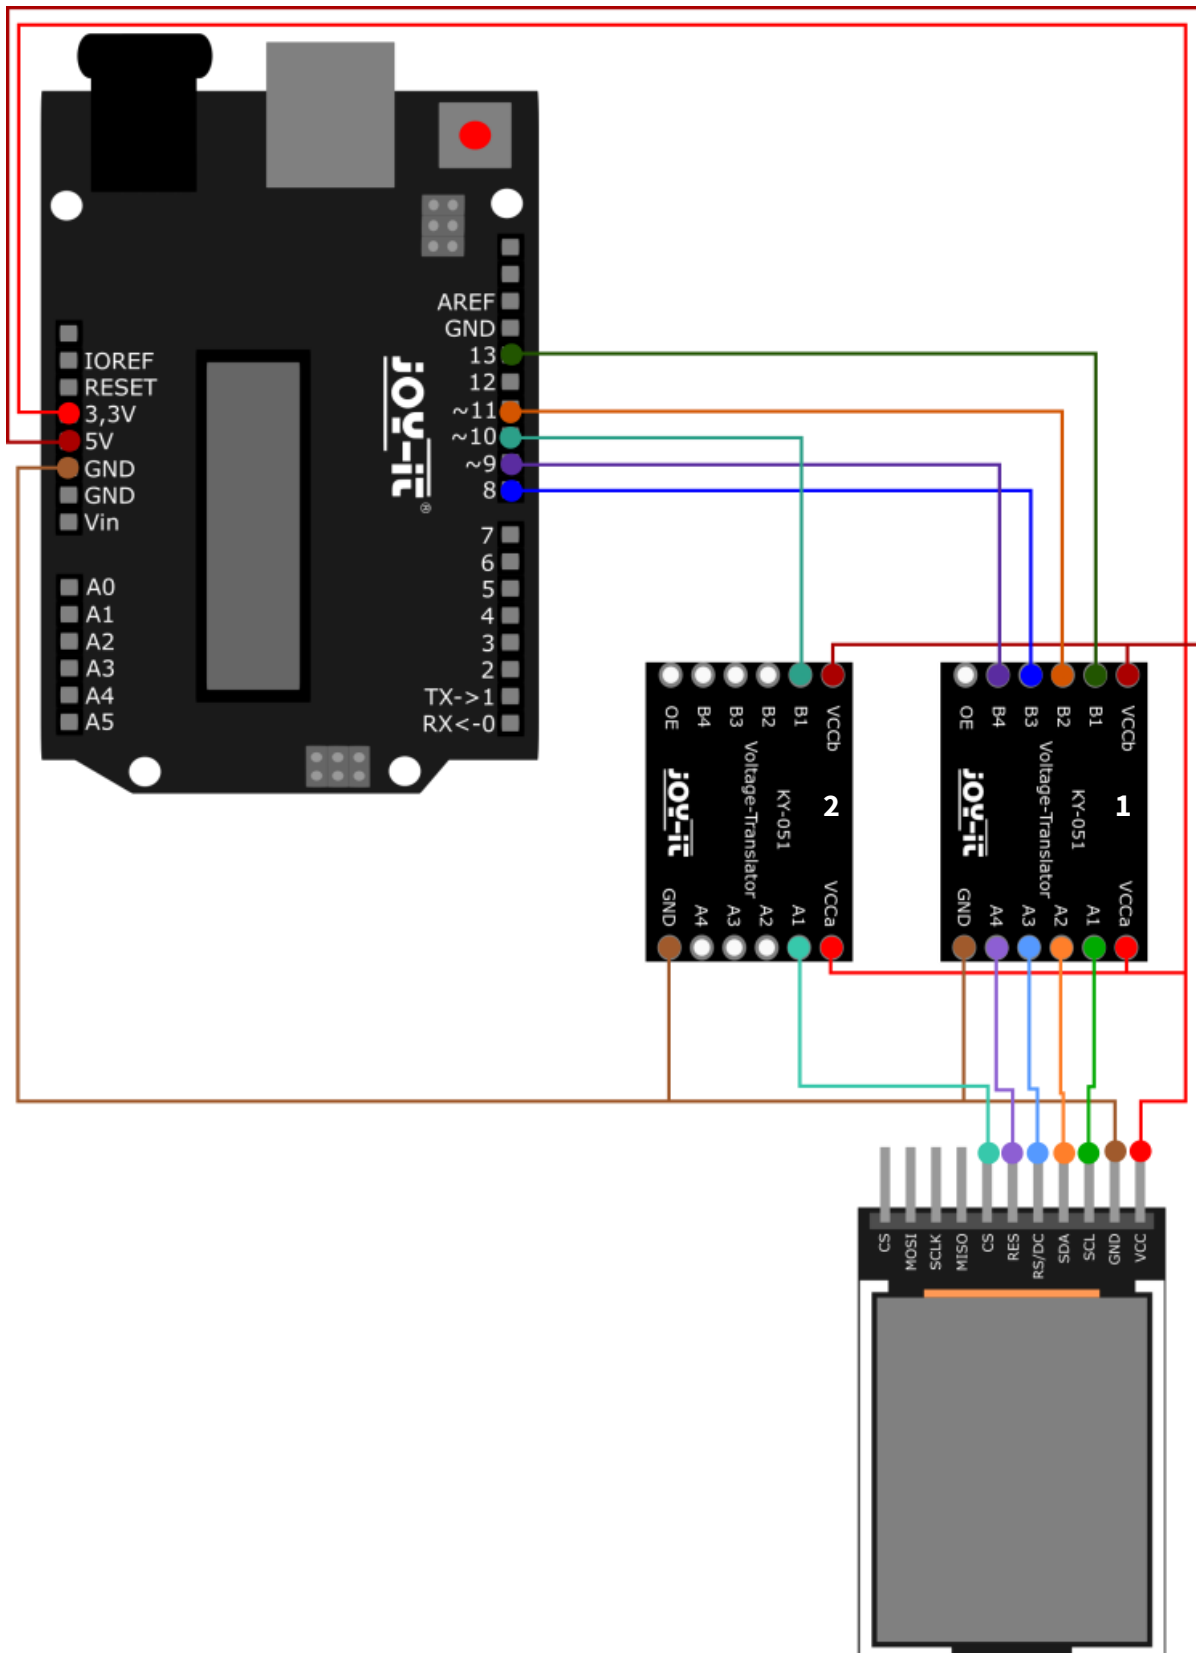 AREF
GND
13
12
~11
~10
~9
8
7
6
5
4
3
2
TX->1
RX<-0
IOREF
RESET
3,3V
5V
GND
GND
Vin
A0
A1
A2
A3
A4
A5
joy-it
®
OE
B4
B3
B2
B1
VCCb
joy-it
Voltage-Translator
KY-051
2
GND
A4
A3
A2
A1
VCCa
OE
B4
B3
B2
B1
VCCb
joy-it
Voltage-Translator
KY-051
1
GND
A4
A3
A2
A1
VCCa
CS
MOSI
SCLK
MISO
CS
RES
RS/DC
SDA
SCL
GND
VCC